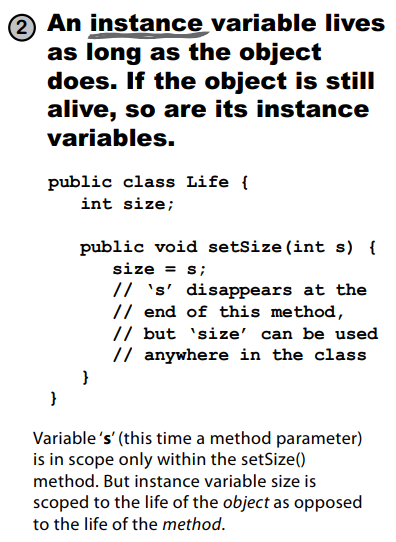 ② An instance variable lives
as long as the object
does. If the object is still
alive, so are its instance
variables.
public class Life {
int size;
public void setSize(int s) {
size = s;
// ‘s’ disappears at the
// end of this method,
// but ‘size’ can be used
// anywhere in the class
}
}
Variable ‘s’ (this time a method parameter)
is in scope only within the setSize()
method. But instance variable size is
scoped to the life of the object as opposed
to the life of the method.